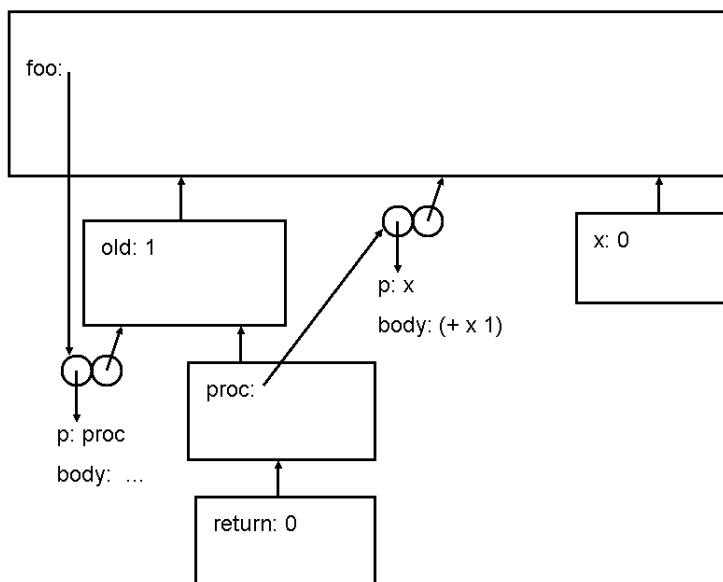 foo:
old: 1
x: 0
p: x
body: (+ x 1)
proc:
p: proc
body: ...
return: 0